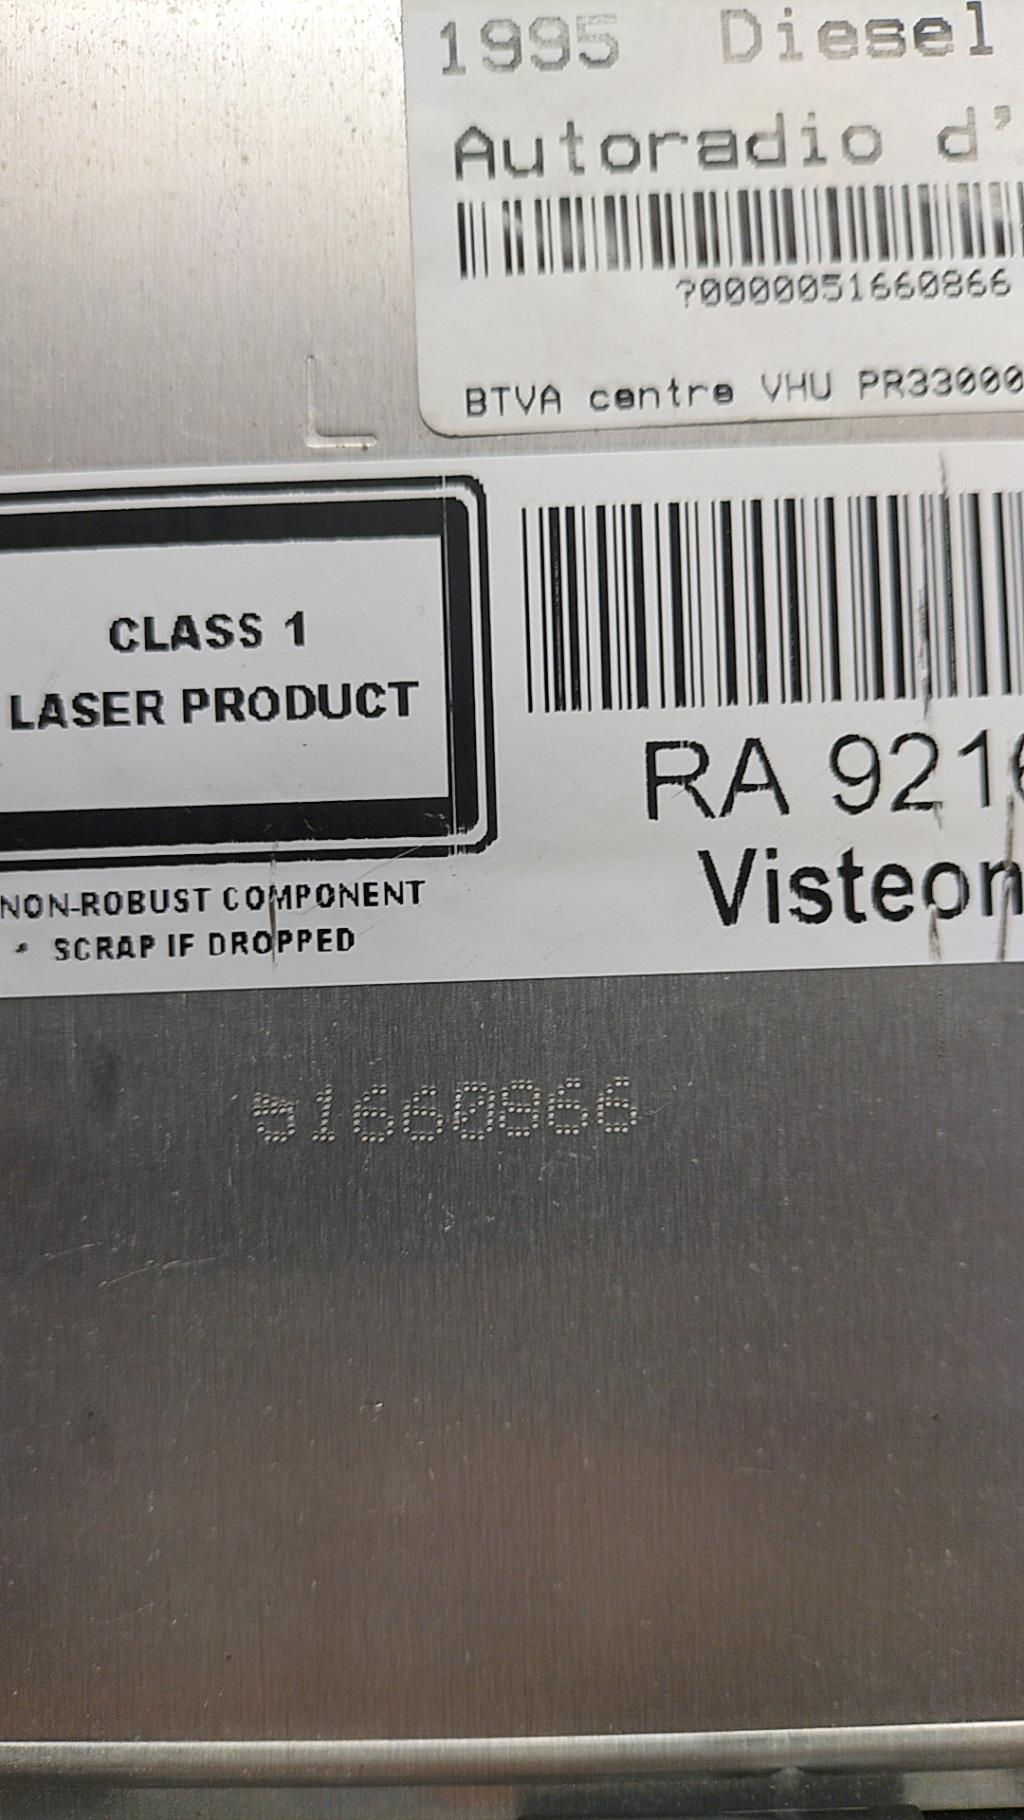 1995 Diesel
Autoradio d'
?0000051660866
BTVA centre VHU PR33000
CLASS 1
LASER PRODUCT
RA 9216
Visteon
NON-ROBUST COMPONENT
* SCRAP IF DROPPED
51660866